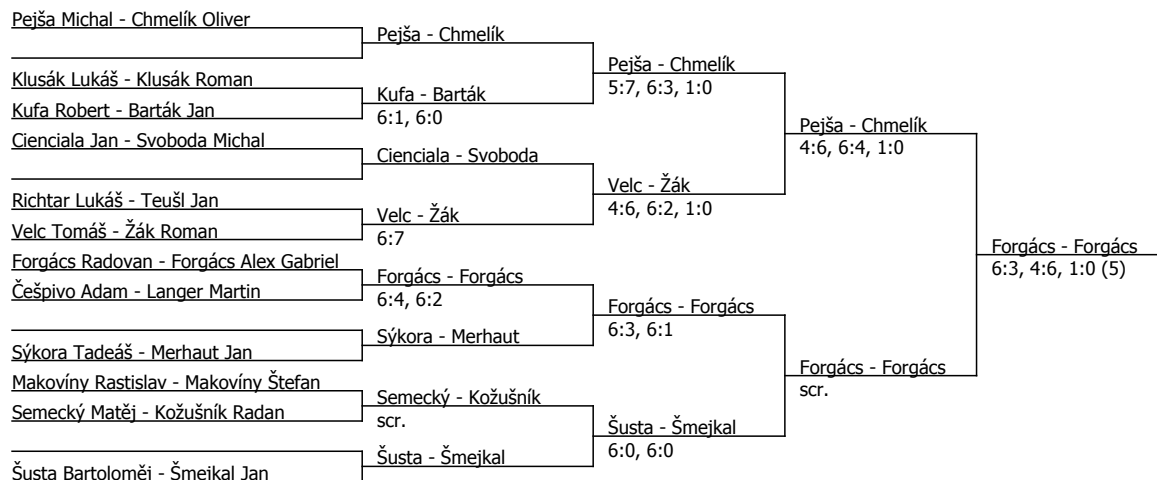 Pejša Michal - Chmelík Oliver
Klusák Lukáš - Klusák Roman
Kufa Robert - Barták Jan
Cienciala Jan - Svoboda Michal
Richtar Lukáš - Teušl Jan
Velc Tomáš - Žák Roman
Forgács Radovan - Forgács Alex Gabriel
Češpivo Adam - Langer Martin
Sýkora Tadeáš - Merhaut Jan
Makovíny Rastislav - Makovíny Štefan
Semecký Matěj - Kožušník Radan
Šusta Bartoloměj - Šmejkal Jan
Pejša - Chmelík
Kufa - Barták
6:1, 6:0
Cienciala - Svoboda
Velc - Žák
6:7
Forgács - Forgács
6:4, 6:2
Sýkora - Merhaut
Semecký - Kožušník
scr.
Šusta - Šmejkal
Pejša - Chmelík
5:7, 6:3, 1:0
Velc - Žák
4:6, 6:2, 1:0
Forgács - Forgács
6:3, 6:1
Šusta - Šmejkal
6:0, 6:0
Pejša - Chmelík
4:6, 6:4, 1:0
Forgács - Forgács
scr.
Forgács - Forgács
6:3, 4:6, 1:0 (5)